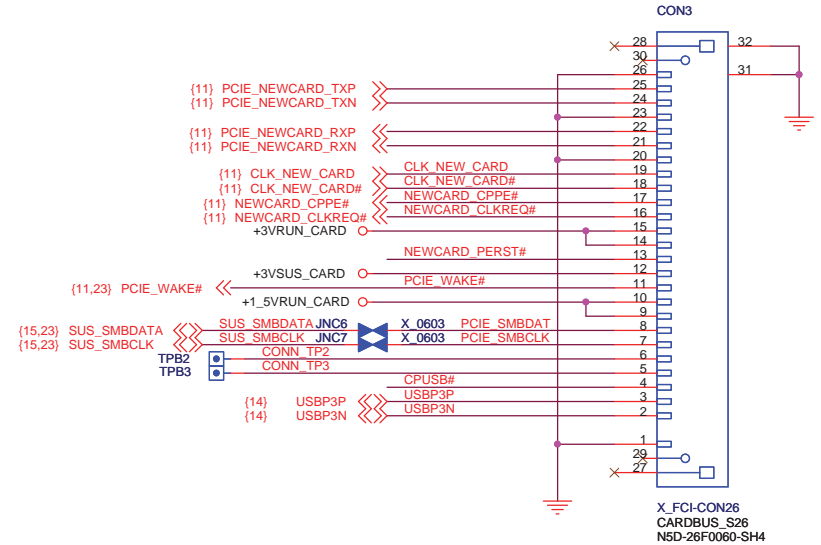 CON3
28
32
30
26
31
{11} PCIE_NEWCARD_TXP
25
{11} PCIE_NEWCARD_TXN
24
23
{11} PCIE_NEWCARD_RXP
22
{11} PCIE_NEWCARD_RXN
21
20
{11} CLK_NEW_CARD CLK_NEW_CARD 19
{11} CLK_NEW_CARD# CLK_NEW_CARD# 18
{11} NEWCARD_CPPE# NEWCARD_CPPE# 17
{11} NEWCARD_CLKREQ# NEWCARD_CLKREQ# 16
+3VRUN_CARD 15
14
NEWCARD_PERST# 13
+3VSUS_CARD 12
{11,23} PCIE_WAKE# PCIE_WAKE# 11
+1_5VRUN_CARD 10
9
{15,23} SUS_SMBDATA SUS_SMBDATA JNC6 X_0603 PCIE_SMBDAT 8
{15,23} SUS_SMBCLK SUS_SMBCLK JNC7 X_0603 PCIE_SMBCLK 7
TPB2 CONN_TP2 6
TPB3 CONN_TP3 5
CPUSB# 4
{14} USBP3P USBP3P 3
{14} USBP3N USBP3N 2
1
29
27
X_FCI-CON26
CARDBUS_S26
N5D-26F0060-SH4